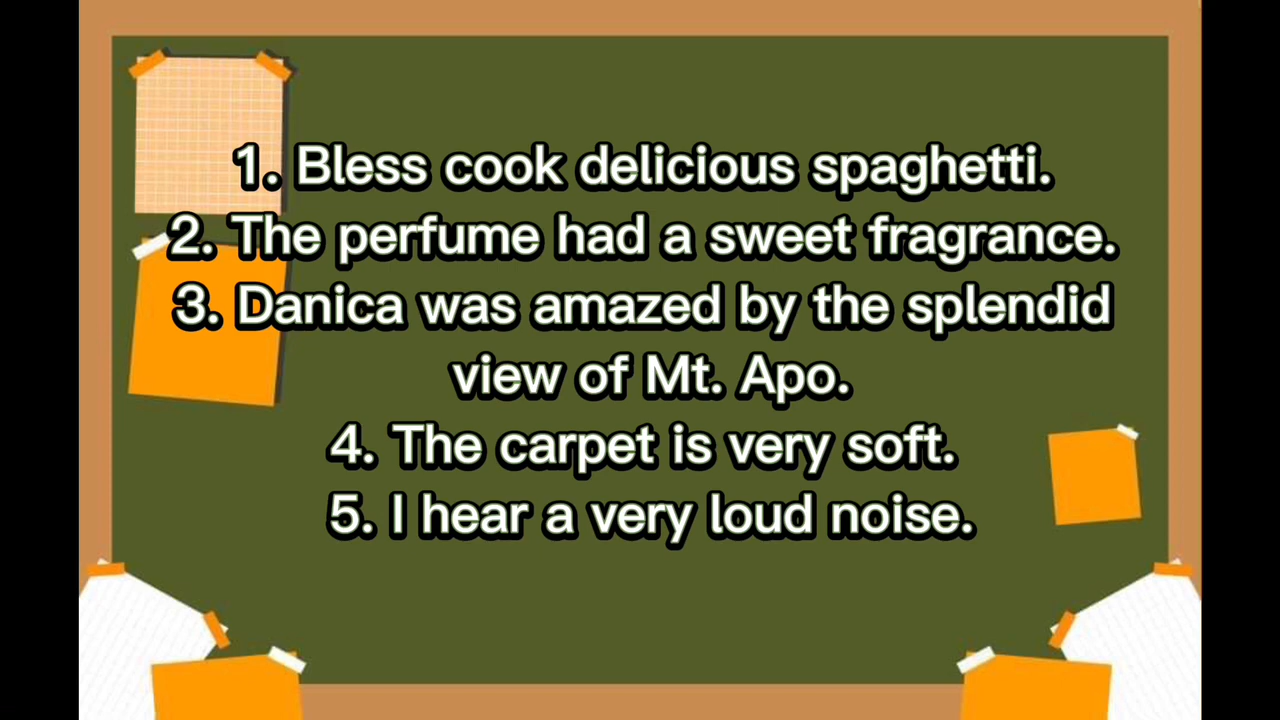 1. Bless cook delicious spaghetti.
2. The perfume had a sweet fragrance.
3. Danica was amazed by the splendid
view of Mt. Apo.
4. The carpet is very soft.
5. I hear a very loud noise.